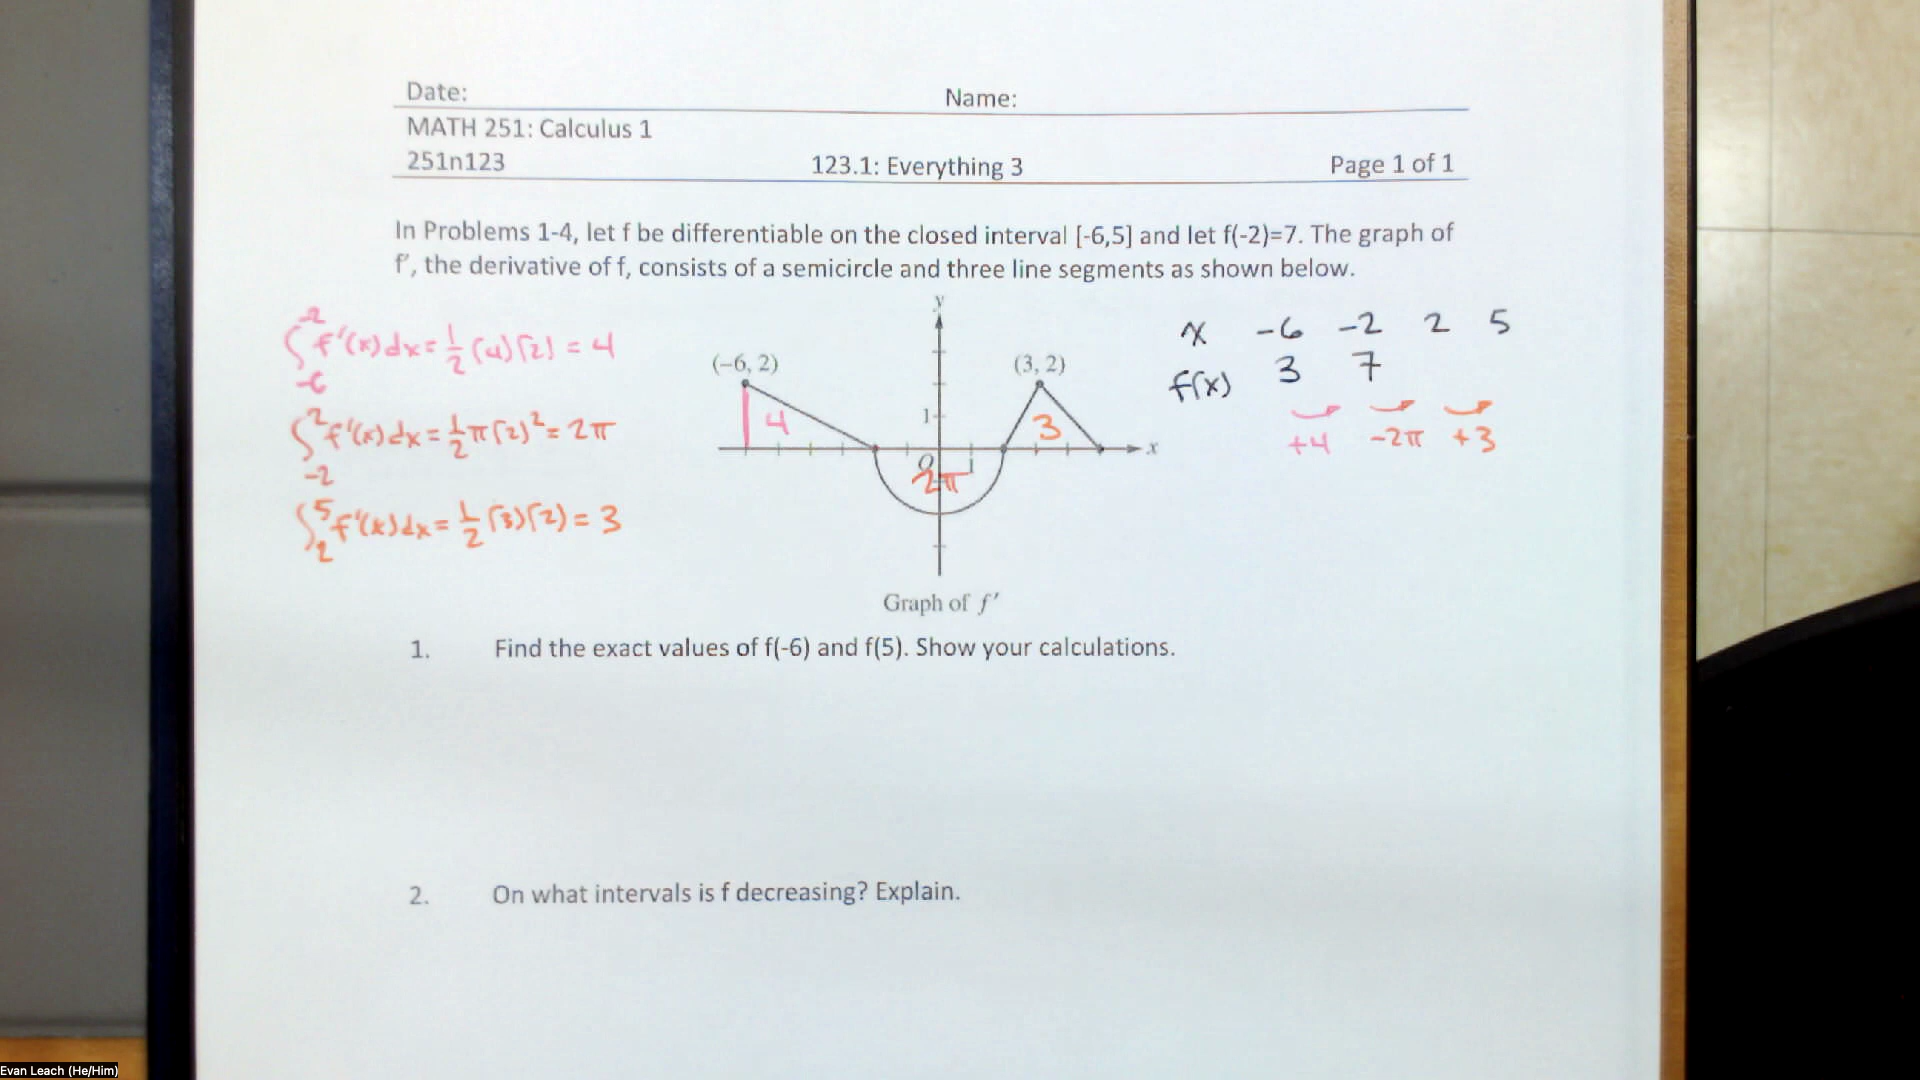 Date: Name:
MATH 251: Calculus 1
251n123 123.1: Everything 3 Page 1 of 1
In Problems 1-4, let f be differentiable on the closed interval [-6,5] and let f(-2)=7. The graph of
f', the derivative of f, consists of a semicircle and three line segments as shown below.
∫_{-6}^{-2} f'(x)dx = 1/2 (4)(2) = 4
∫_{-2}^{2} f'(x)dx = 1/2 π(2)² = 2π
∫_{2}^{5} f'(x)dx = 1/2 (3)(2) = 3
y
(−6, 2) (3, 2)
4 1 3
x
O 1
2π
Graph of f'
x -6 -2 2 5
f(x) 3 7
+4 -2π +3
1. Find the exact values of f(-6) and f(5). Show your calculations.
2. On what intervals is f decreasing? Explain.
Evan Leach (He/Him)